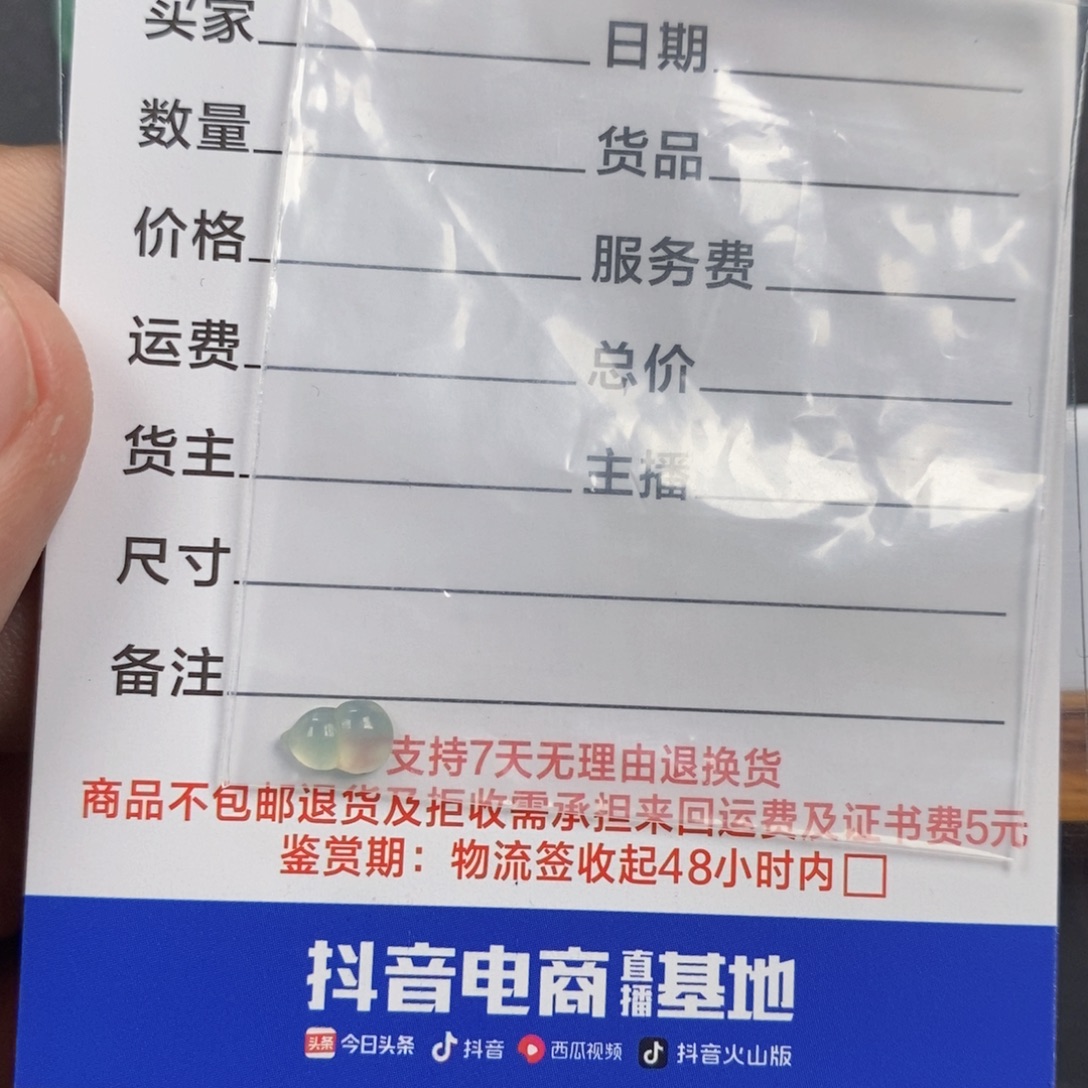 买家 日期
数量 货品
价格 服务费
运费 总价
货主 主播
尺寸
备注
支持7天无理由退换货
商品不包邮退货及拒收需承担来回运费及证书费5元
鉴赏期：物流签收起48小时内□
抖音电商直播基地
头条 今日头条 抖音 西瓜视频 抖音火山版